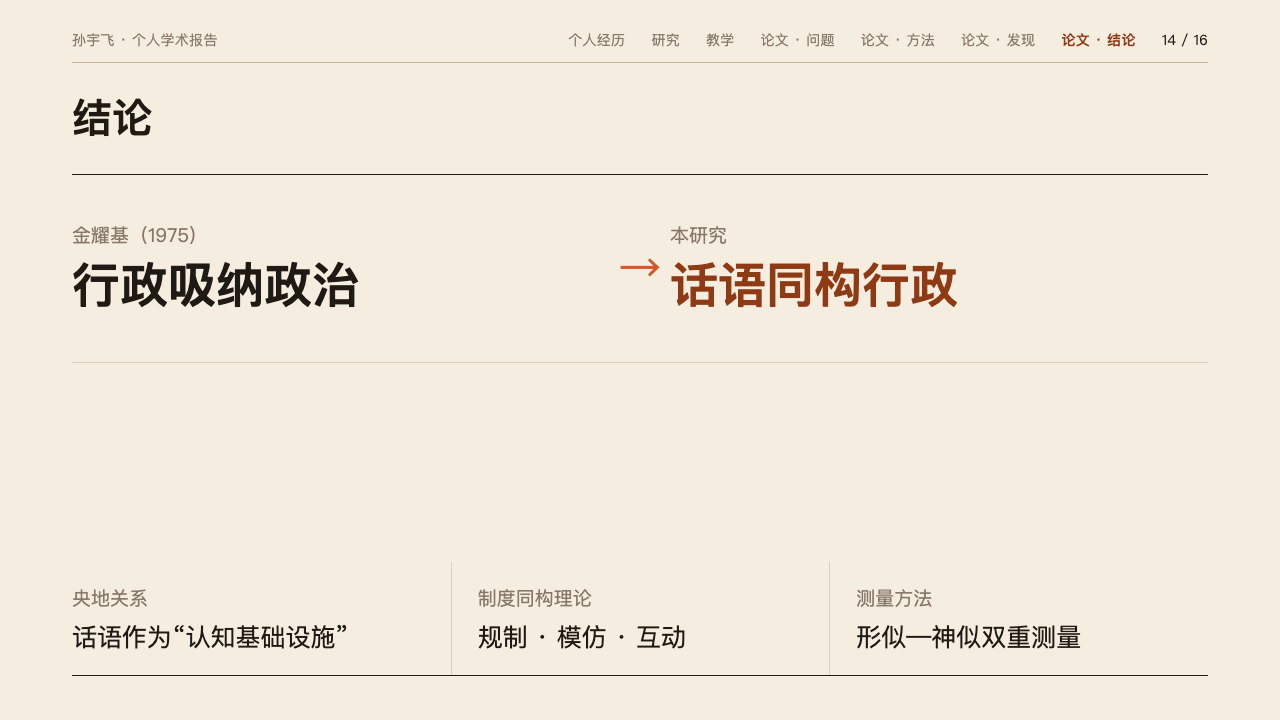 孙宇飞 · 个人学术报告
个人经历 研究 教学 论文 · 问题 论文 · 方法 论文 · 发现 论文 · 结论 14 / 16
结论
金耀基（1975） 本研究
行政吸纳政治 → 话语同构行政
央地关系 制度同构理论 测量方法
话语作为“认知基础设施” 规制 · 模仿 · 互动 形似—神似双重测量